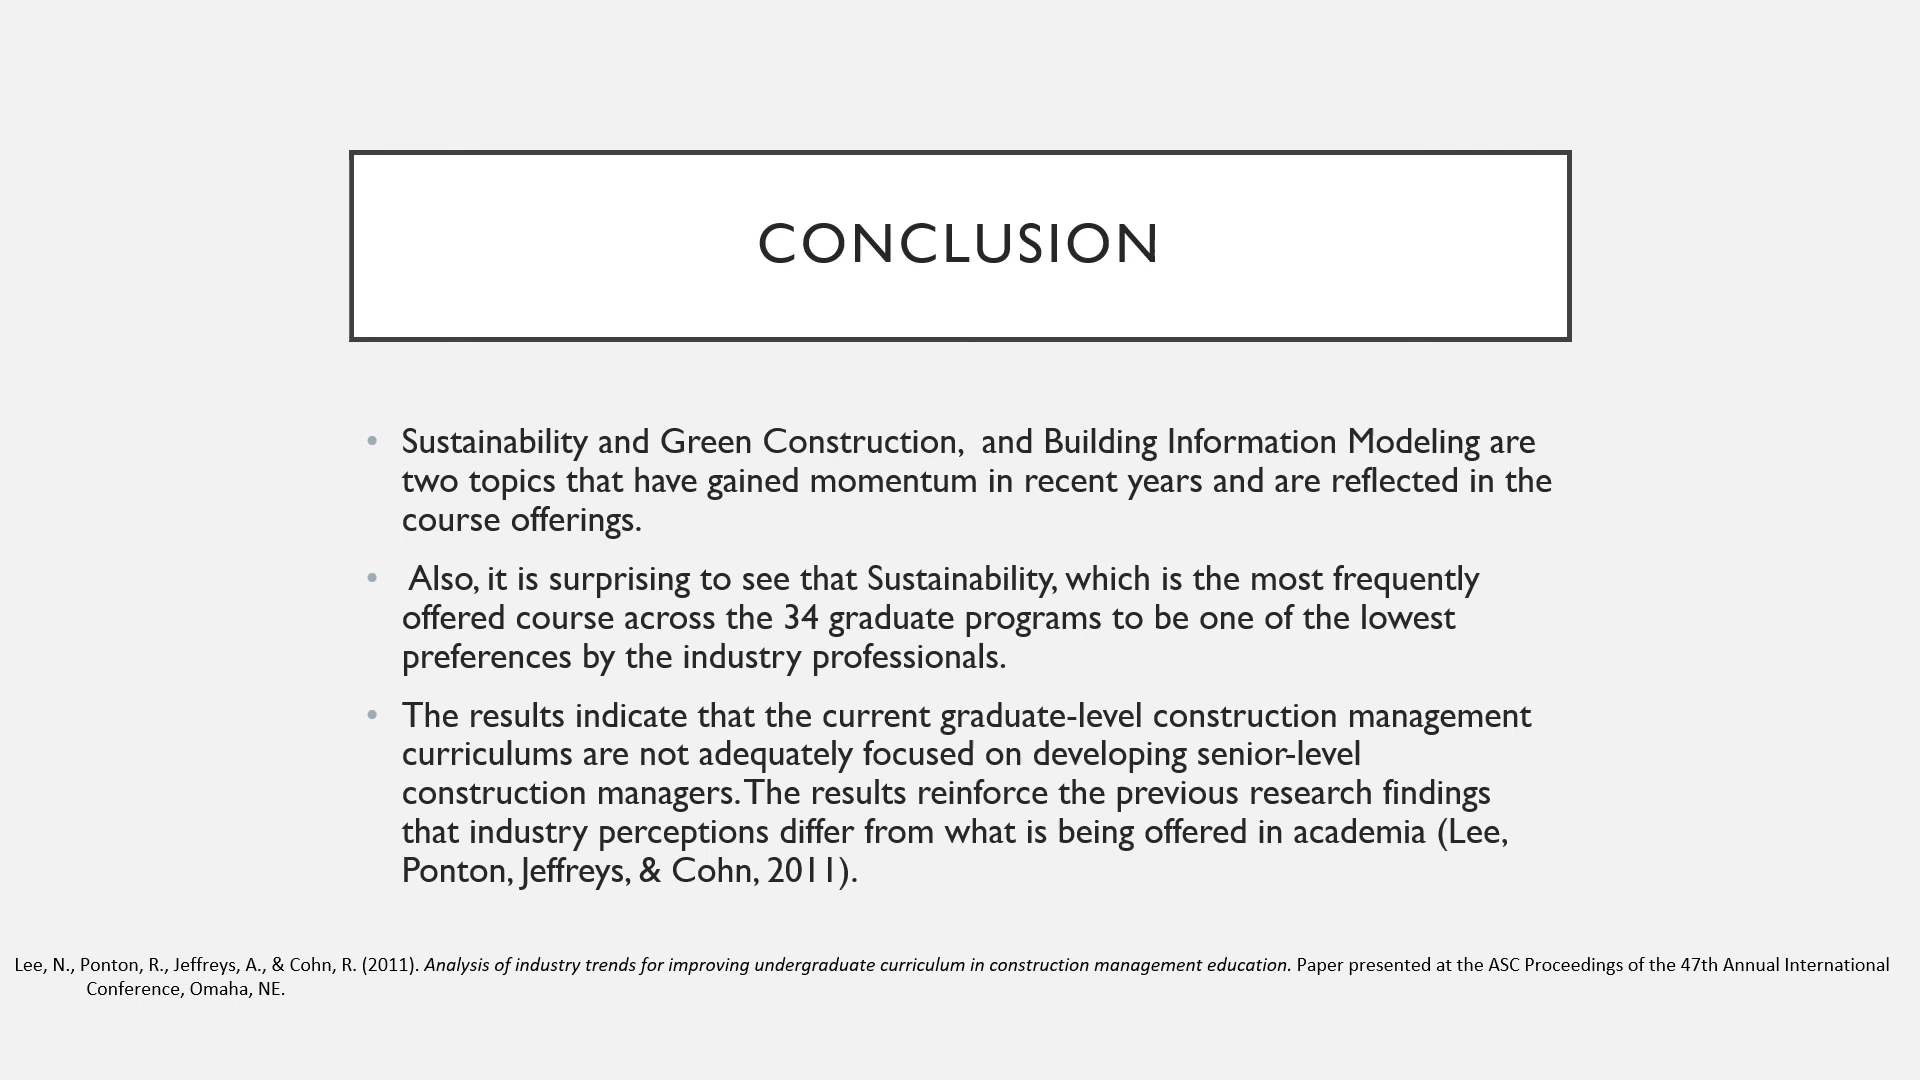 CONCLUSION
• Sustainability and Green Construction,  and Building Information Modeling are
two topics that have gained momentum in recent years and are reflected in the
course offerings.
• Also, it is surprising to see that Sustainability, which is the most frequently
offered course across the 34 graduate programs to be one of the lowest
preferences by the industry professionals.
• The results indicate that the current graduate-level construction management
curriculums are not adequately focused on developing senior-level
construction managers. The results reinforce the previous research findings
that industry perceptions differ from what is being offered in academia (Lee,
Ponton, Jeffreys, & Cohn, 2011).
Lee, N., Ponton, R., Jeffreys, A., & Cohn, R. (2011). Analysis of industry trends for improving undergraduate curriculum in construction management education. Paper presented at the ASC Proceedings of the 47th Annual International
Conference, Omaha, NE.